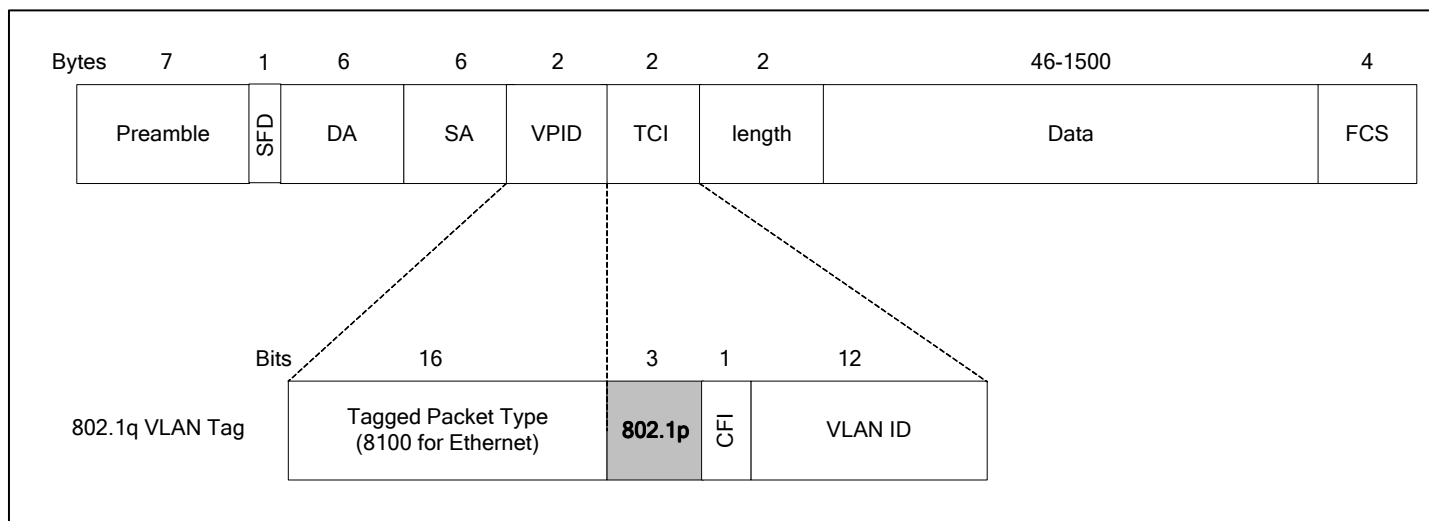 Bytes 7 1 6 6 2 2 2 46-1500 4
Preamble SFD DA SA VPID TCI length Data FCS
Bits 16 3 1 12
802.1q VLAN Tag
Tagged Packet Type
(8100 for Ethernet)
802.1p CFI VLAN ID